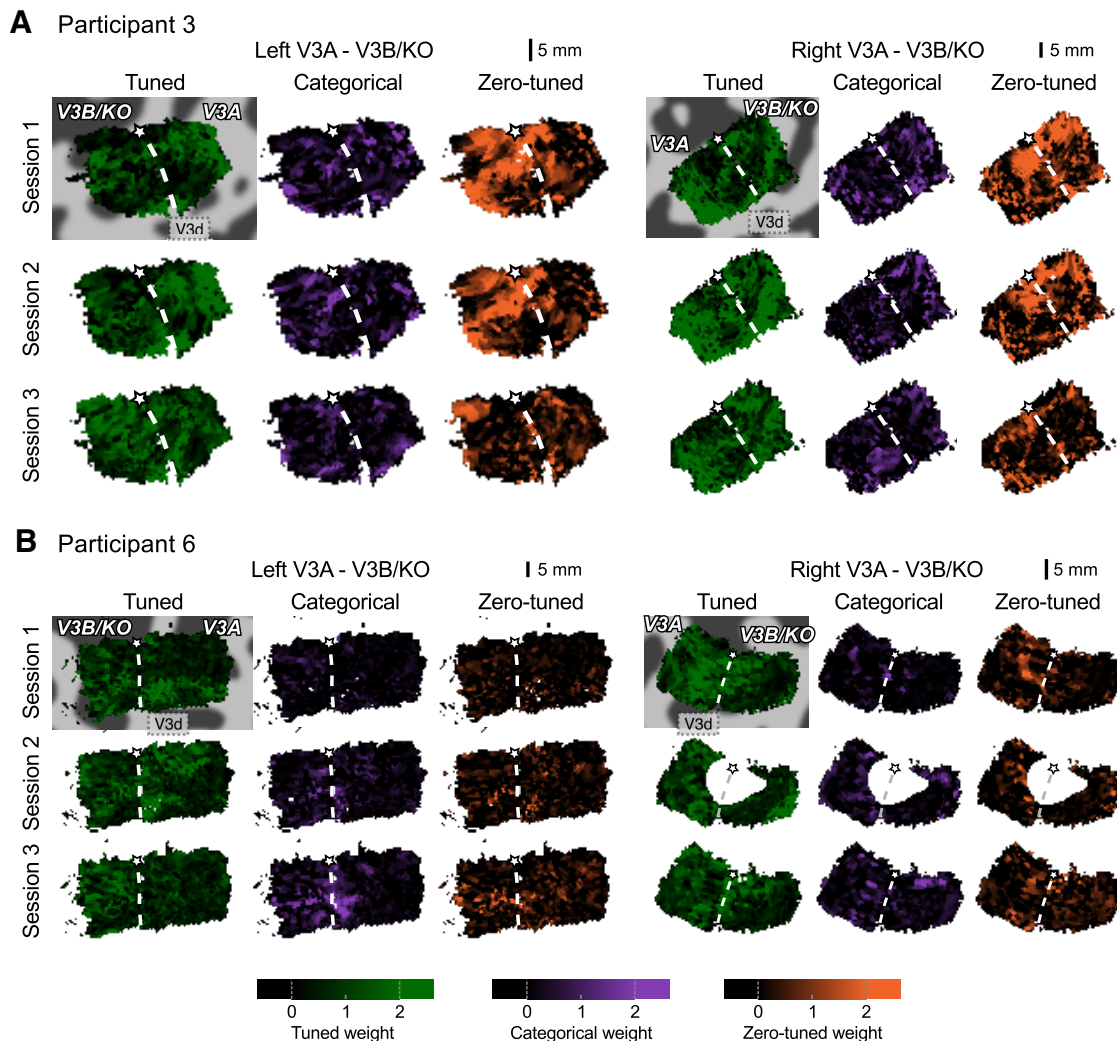 A Participant 3
Left V3A - V3B/KO 5 mm Right V3A - V3B/KO 5 mm
Tuned Categorical Zero-tuned Tuned Categorical Zero-tuned
Session 1
V3B/KO V3A V3d
V3A V3B/KO V3d
Session 2
Session 3
B Participant 6
Left V3A - V3B/KO 5 mm Right V3A - V3B/KO 5 mm
Tuned Categorical Zero-tuned Tuned Categorical Zero-tuned
Session 1
V3B/KO V3A V3d
V3A V3B/KO V3d
Session 2
Session 3
0 1 2 0 1 2 0 1 2
Tuned weight Categorical weight Zero-tuned weight